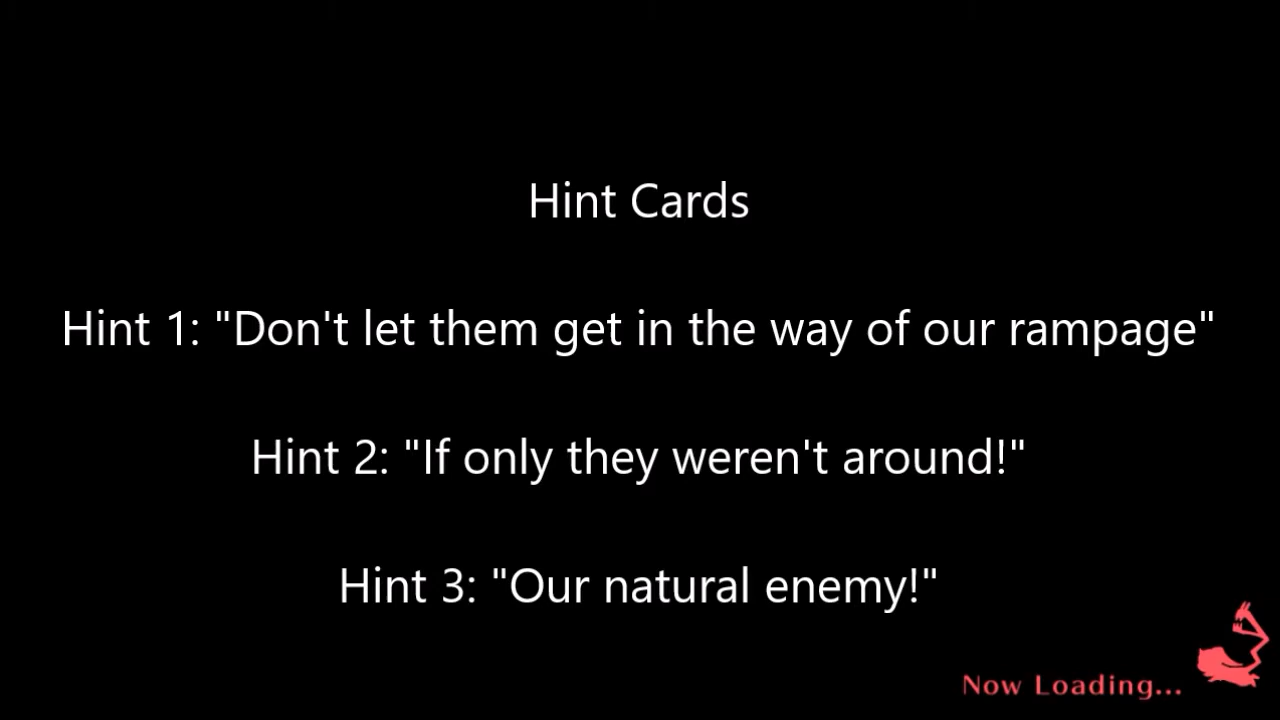 Hint Cards
Hint 1: "Don't let them get in the way of our rampage"
Hint 2: "If only they weren't around!"
Hint 3: "Our natural enemy!"
Now Loading...